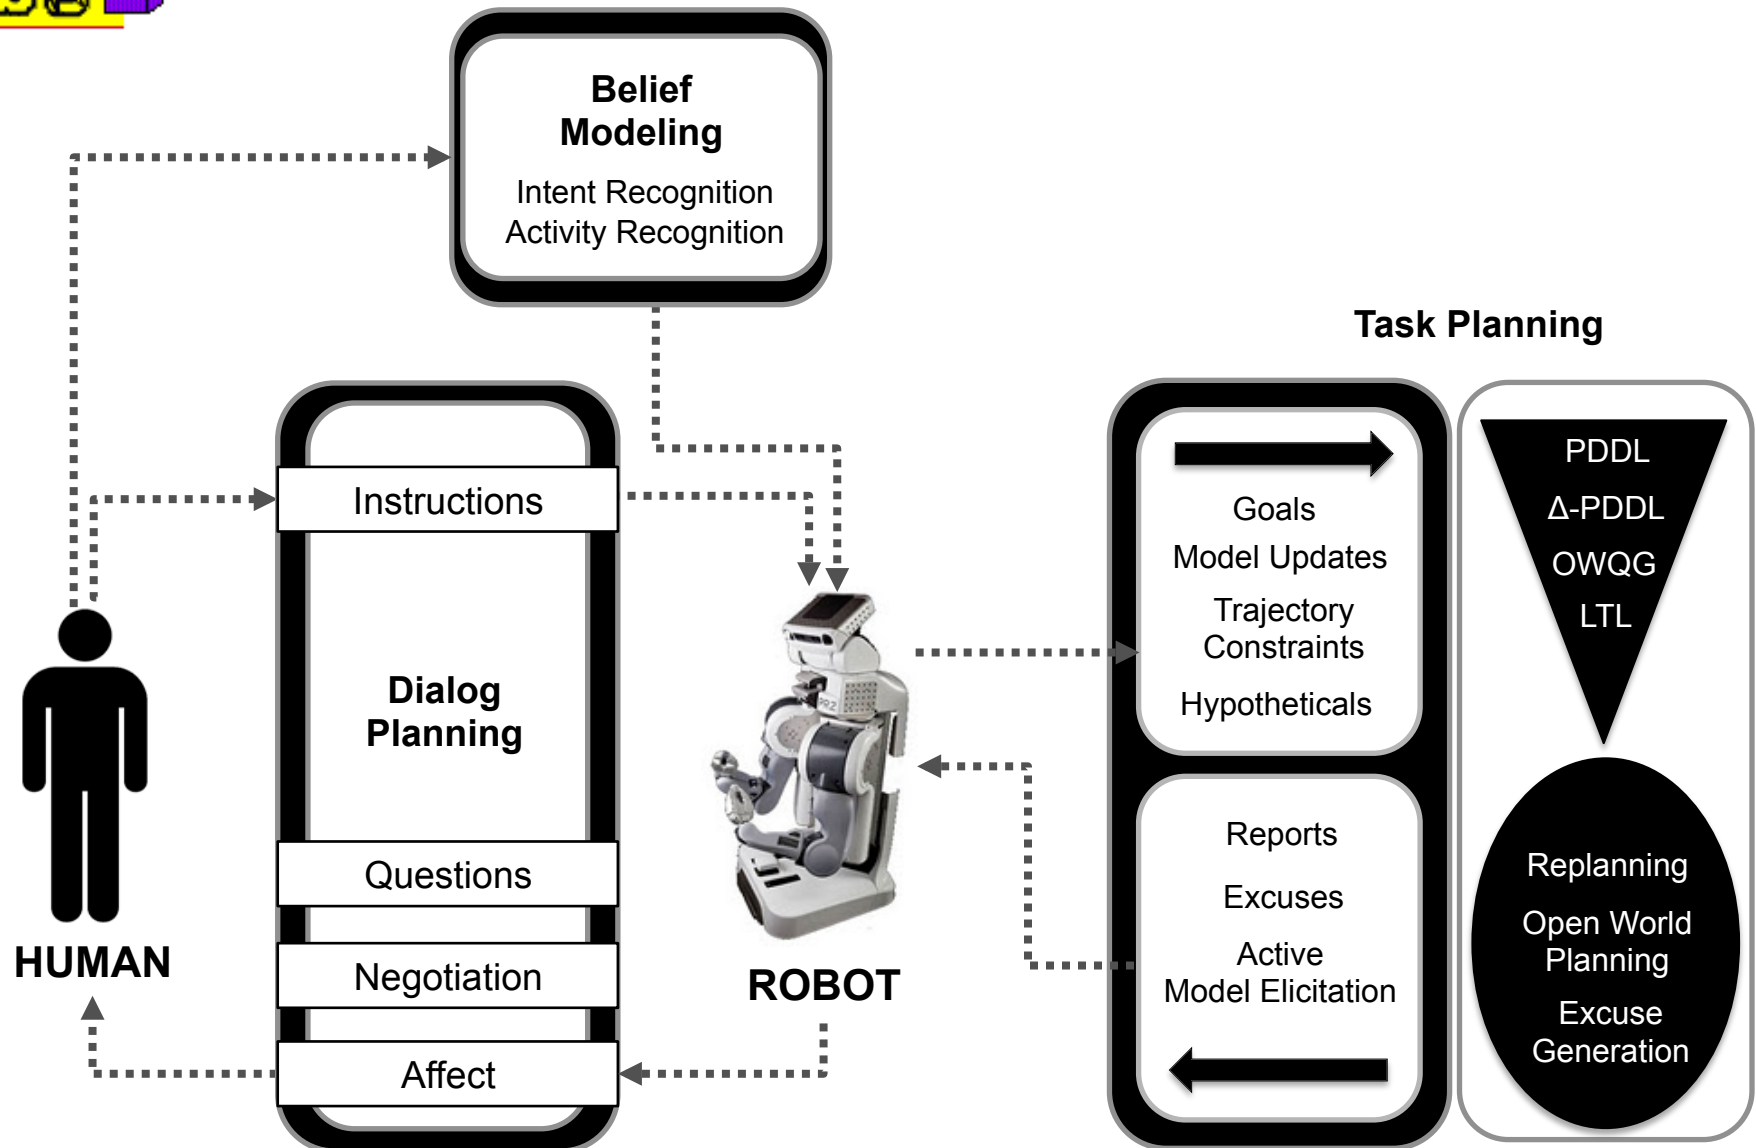 Belief
Modeling
Intent Recognition
Activity Recognition
Task Planning
Instructions
Dialog
Planning
Questions
Negotiation
Affect
HUMAN
PR2
ROBOT
Goals
Model Updates
Trajectory
Constraints
Hypotheticals
Reports
Excuses
Active
Model Elicitation
PDDL
Δ-PDDL
OWQG
LTL
Replanning
Open World
Planning
Excuse
Generation